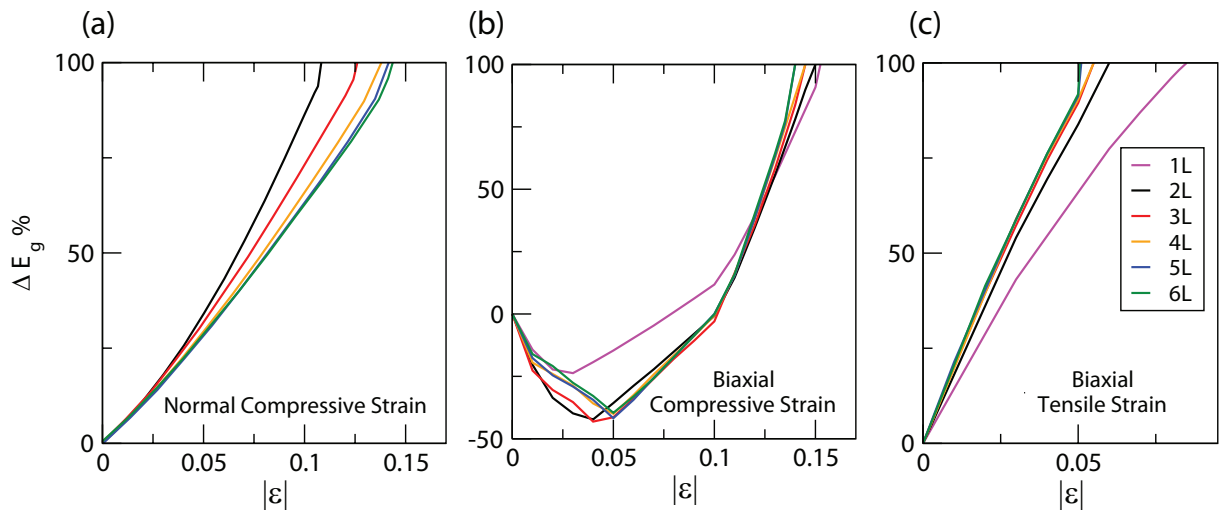 (a)
(b)
(c)
Δ E g %
100
50
0
0
0.05
0.1
0.15
|ε|
Normal Compressive Strain
100
50
0
-50
0
0.05
0.1
0.15
|ε|
Biaxial
Compressive Strain
100
50
0
0
0.05
|ε|
Biaxial
Tensile Strain
1L
2L
3L
4L
5L
6L